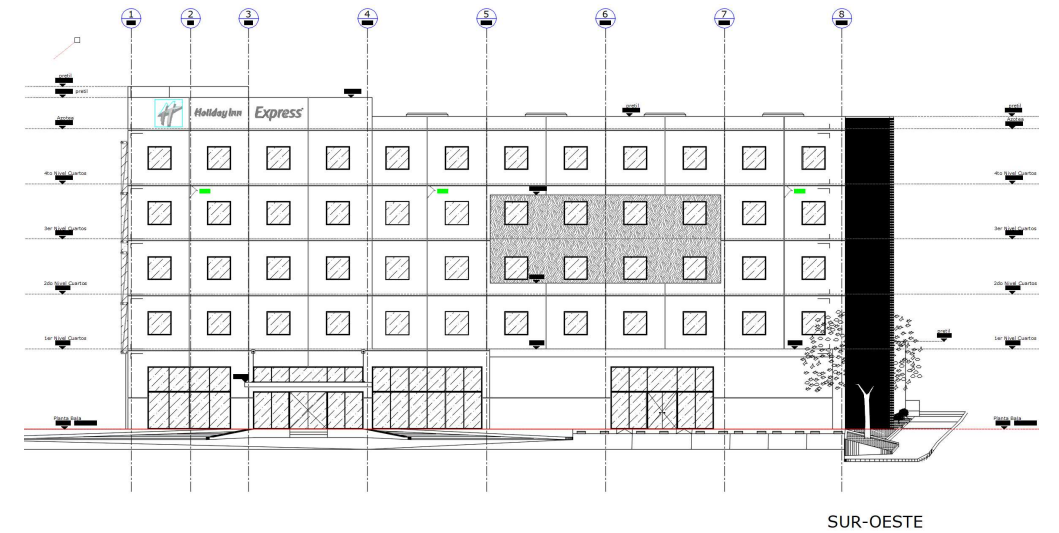 1 2 3 4 5 6 7 8
pretil
pretil
pretil
pretil
Azotea
Azotea
Holiday Inn Express
4to Nivel Cuartos
4to Nivel Cuartos
3er Nivel Cuartos
3er Nivel Cuartos
2do Nivel Cuartos
2do Nivel Cuartos
pretil
1er Nivel Cuartos
1er Nivel Cuartos
Planta Baja
Planta Baja
SUR-OESTE